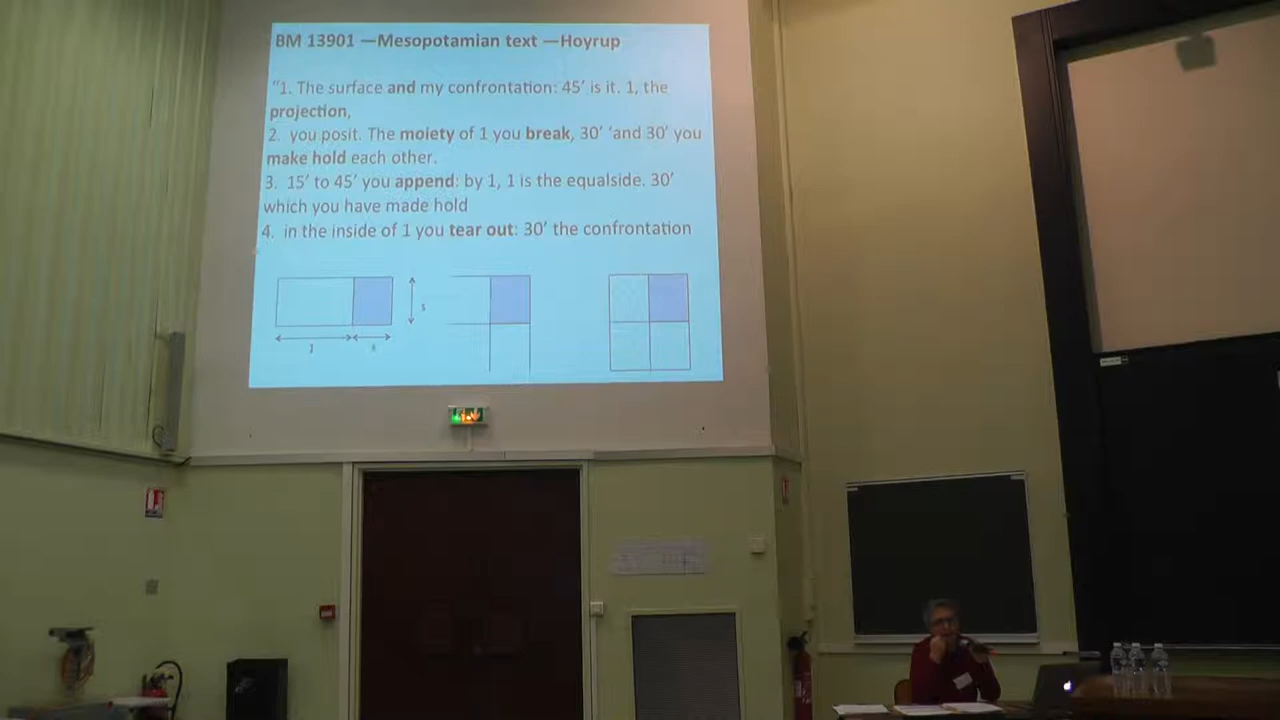 BM 13901 —Mesopotamian text —Hoyrup
"1. The surface and my confrontation: 45′ is it. 1, the
projection,
2. you posit. The moiety of 1 you break, 30′ 'and 30′ you
make hold each other.
3. 15′ to 45′ you append: by 1, 1 is the equalside. 30′
which you have made hold
4. in the inside of 1 you tear out: 30′ the confrontation
s
1
s